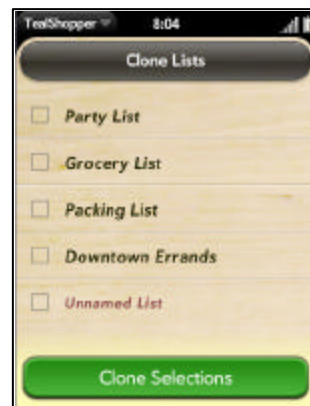 TealShopper 8:04
Clone Lists
Party List
Grocery List
Packing List
Downtown Errands
Unnamed List
Clone Selections